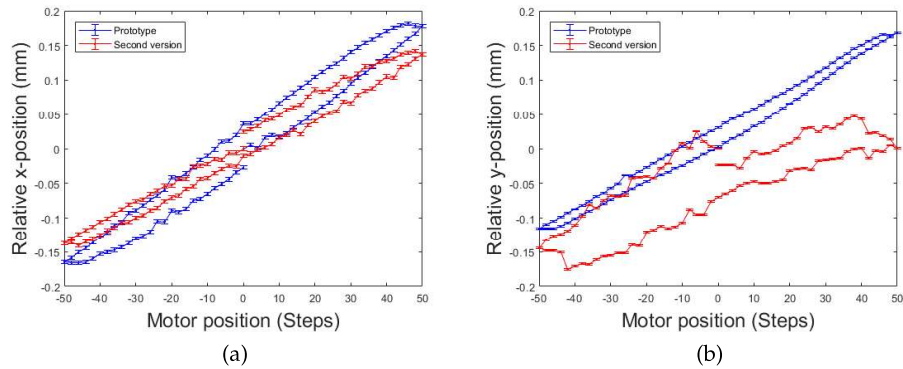 Prototype
Second version
0.2
0.15
0.1
0.05
0
-0.05
-0.1
-0.15
-0.2
Relative x-position (mm)
-50 -40 -30 -20 -10 0 10 20 30 40 50
Motor position (Steps)
(a)
Prototype
Second version
0.2
0.15
0.1
0.05
0
-0.05
-0.1
-0.15
-0.2
Relative y-position (mm)
-50 -40 -30 -20 -10 0 10 20 30 40 50
Motor position (Steps)
(b)